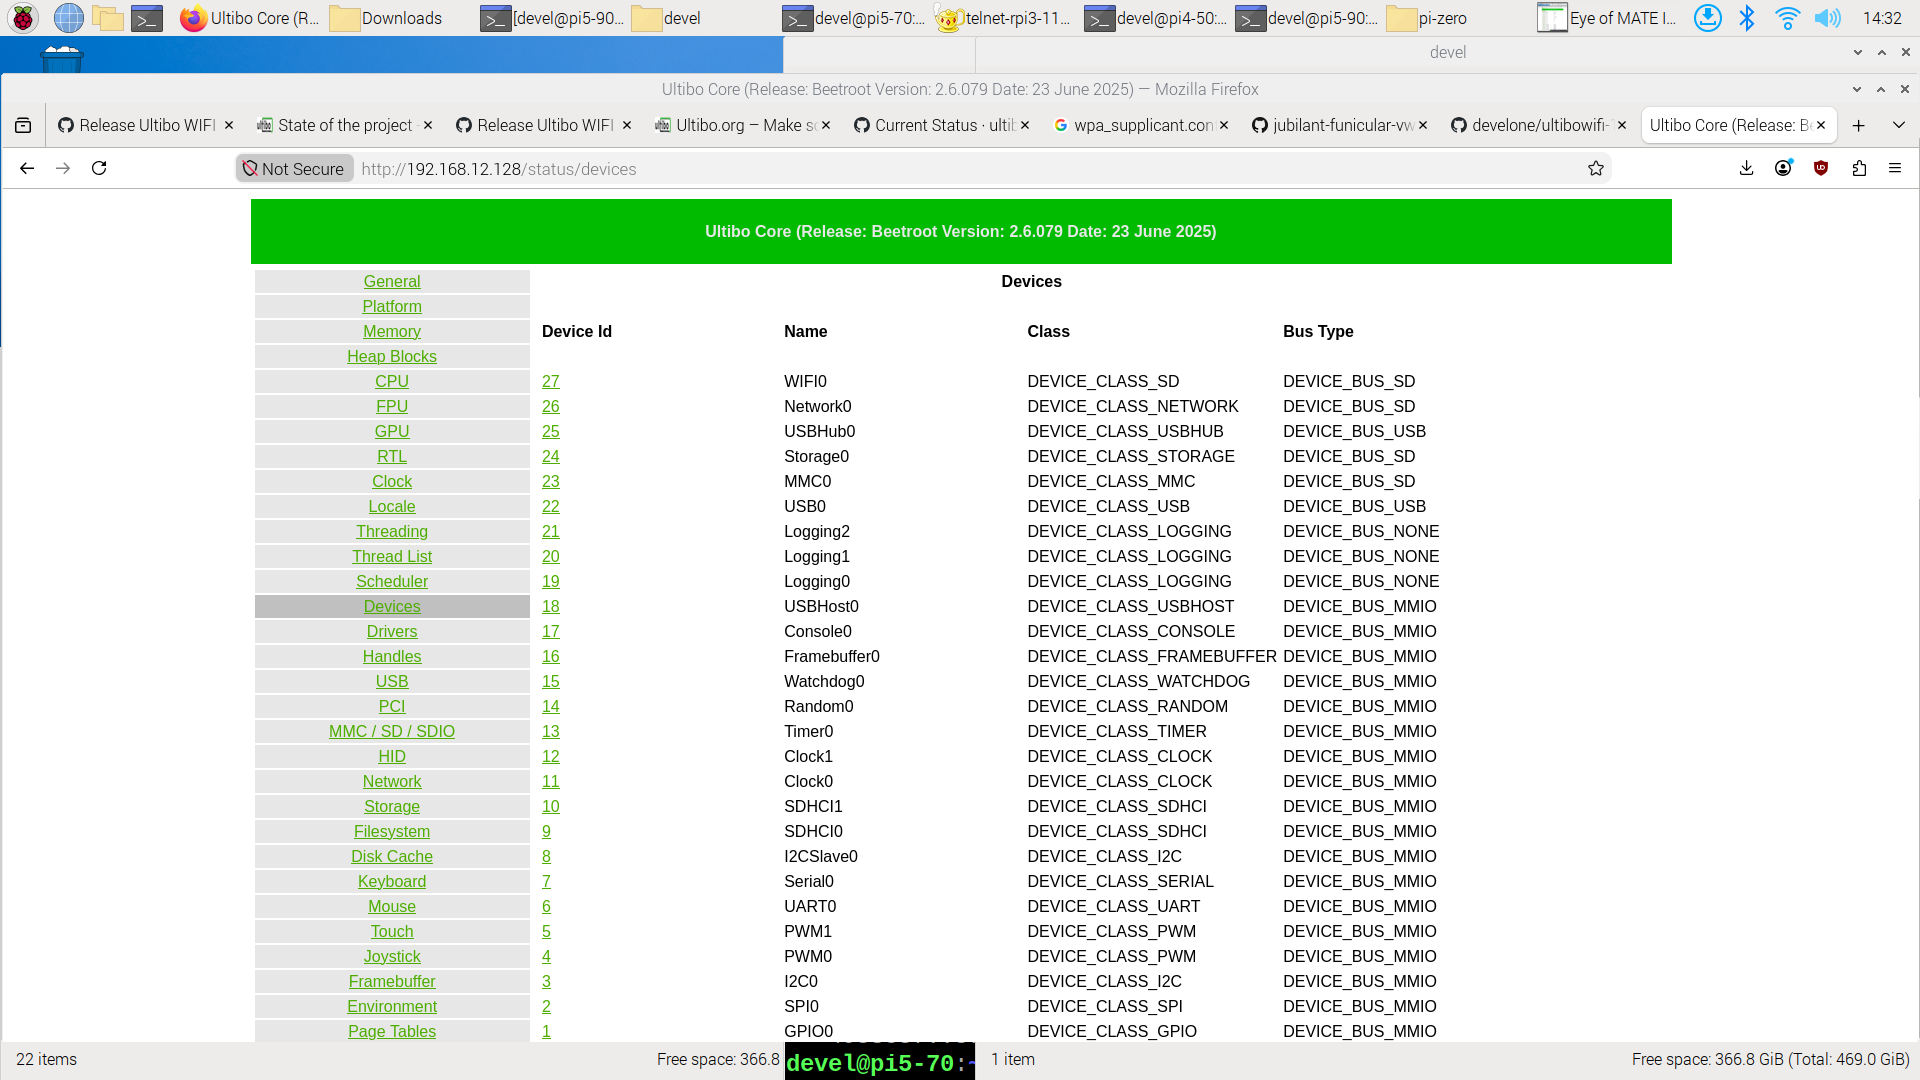 Ultibo Core (R... Downloads [devel@pi5-90... devel devel@pi5-70:... telnet-rpi3-11... devel@pi4-50:... devel@pi5-90:... pi-zero Eye of MATE I... 14:32
devel
Ultibo Core (Release: Beetroot Version: 2.6.079 Date: 23 June 2025) — Mozilla Firefox
Release Ultibo WIFI State of the project Release Ultibo WIFI Ultibo.org – Make so Current Status · ultib wpa_supplicant.con jubilant-funicular-vw develone/ultibowifi- Ultibo Core (Release: Be
Not Secure http://192.168.12.128/status/devices
Ultibo Core (Release: Beetroot Version: 2.6.079 Date: 23 June 2025)
General Devices
Platform
Memory Device Id Name Class Bus Type
Heap Blocks
CPU 27 WIFI0 DEVICE_CLASS_SD DEVICE_BUS_SD
FPU 26 Network0 DEVICE_CLASS_NETWORK DEVICE_BUS_SD
GPU 25 USBHub0 DEVICE_CLASS_USBHUB DEVICE_BUS_USB
RTL 24 Storage0 DEVICE_CLASS_STORAGE DEVICE_BUS_SD
Clock 23 MMC0 DEVICE_CLASS_MMC DEVICE_BUS_SD
Locale 22 USB0 DEVICE_CLASS_USB DEVICE_BUS_USB
Threading 21 Logging2 DEVICE_CLASS_LOGGING DEVICE_BUS_NONE
Thread List 20 Logging1 DEVICE_CLASS_LOGGING DEVICE_BUS_NONE
Scheduler 19 Logging0 DEVICE_CLASS_LOGGING DEVICE_BUS_NONE
Devices 18 USBHost0 DEVICE_CLASS_USBHOST DEVICE_BUS_MMIO
Drivers 17 Console0 DEVICE_CLASS_CONSOLE DEVICE_BUS_MMIO
Handles 16 Framebuffer0 DEVICE_CLASS_FRAMEBUFFER DEVICE_BUS_MMIO
USB 15 Watchdog0 DEVICE_CLASS_WATCHDOG DEVICE_BUS_MMIO
PCI 14 Random0 DEVICE_CLASS_RANDOM DEVICE_BUS_MMIO
MMC / SD / SDIO 13 Timer0 DEVICE_CLASS_TIMER DEVICE_BUS_MMIO
HID 12 Clock1 DEVICE_CLASS_CLOCK DEVICE_BUS_MMIO
Network 11 Clock0 DEVICE_CLASS_CLOCK DEVICE_BUS_MMIO
Storage 10 SDHCI1 DEVICE_CLASS_SDHCI DEVICE_BUS_MMIO
Filesystem 9 SDHCI0 DEVICE_CLASS_SDHCI DEVICE_BUS_MMIO
Disk Cache 8 I2CSlave0 DEVICE_CLASS_I2C DEVICE_BUS_MMIO
Keyboard 7 Serial0 DEVICE_CLASS_SERIAL DEVICE_BUS_MMIO
Mouse 6 UART0 DEVICE_CLASS_UART DEVICE_BUS_MMIO
Touch 5 PWM1 DEVICE_CLASS_PWM DEVICE_BUS_MMIO
Joystick 4 PWM0 DEVICE_CLASS_PWM DEVICE_BUS_MMIO
Framebuffer 3 I2C0 DEVICE_CLASS_I2C DEVICE_BUS_MMIO
Environment 2 SPI0 DEVICE_CLASS_SPI DEVICE_BUS_MMIO
Page Tables 1 GPIO0 DEVICE_CLASS_GPIO DEVICE_BUS_MMIO
22 items Free space: 366.8 devel@pi5-70:~ 1 item Free space: 366.8 GiB (Total: 469.0 GiB)